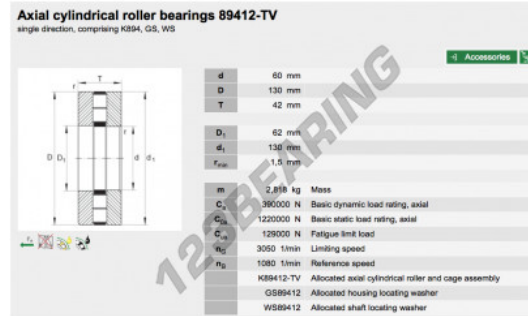 Axial cylindrical roller bearings 89412-TV
single direction, comprising K894, GS, WS
Accessories
d 60 mm
D 130 mm
T 42 mm
D1 62 mm
d1 130 mm
rmin 1,5 mm
m 2,818 kg Mass
Ca 390000 N Basic dynamic load rating, axial
C0a 1220000 N Basic static load rating, axial
Cua 129000 N Fatigue limit load
nG 3050 1/min Limiting speed
nB 1080 1/min Reference speed
K89412-TV Allocated axial cylindrical roller and cage assembly
GS89412 Allocated housing locating washer
WS89412 Allocated shaft locating washer
T
r
r
D D1 d d1
123BEARING